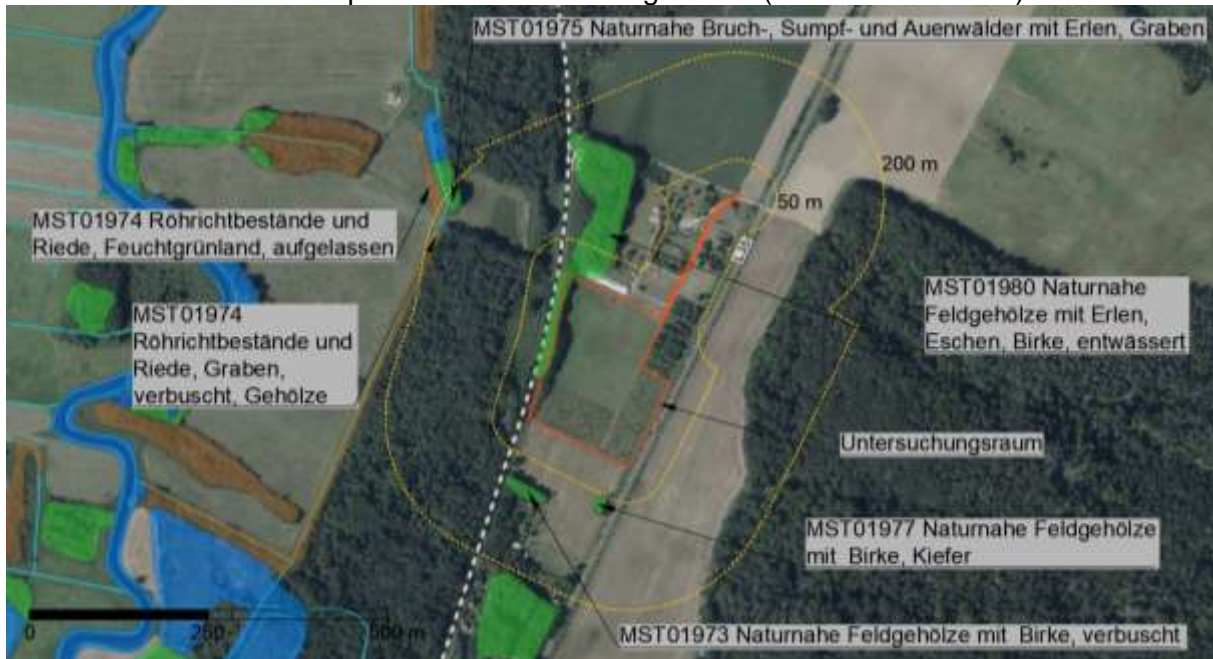 MST01975 Naturnahe Bruch-, Sumpf- und Auenwälder mit Erlen, Graben
200 m
50 m
MST01974 Röhrichtbestände und
Riede, Feuchtgrünland, aufgelassen
MST01974
Röhrichtbestände und
Riede, Graben,
verbuscht, Gehölze
MST01980 Naturnahe
Feldgehölze mit Erlen,
Eschen, Birke, entwässert
Untersuchungsraum
MST01977 Naturnahe Feldgehölze
mit Birke, Kiefer
0
250
500 m
MST01973 Naturnahe Feldgehölze mit Birke, verbuscht